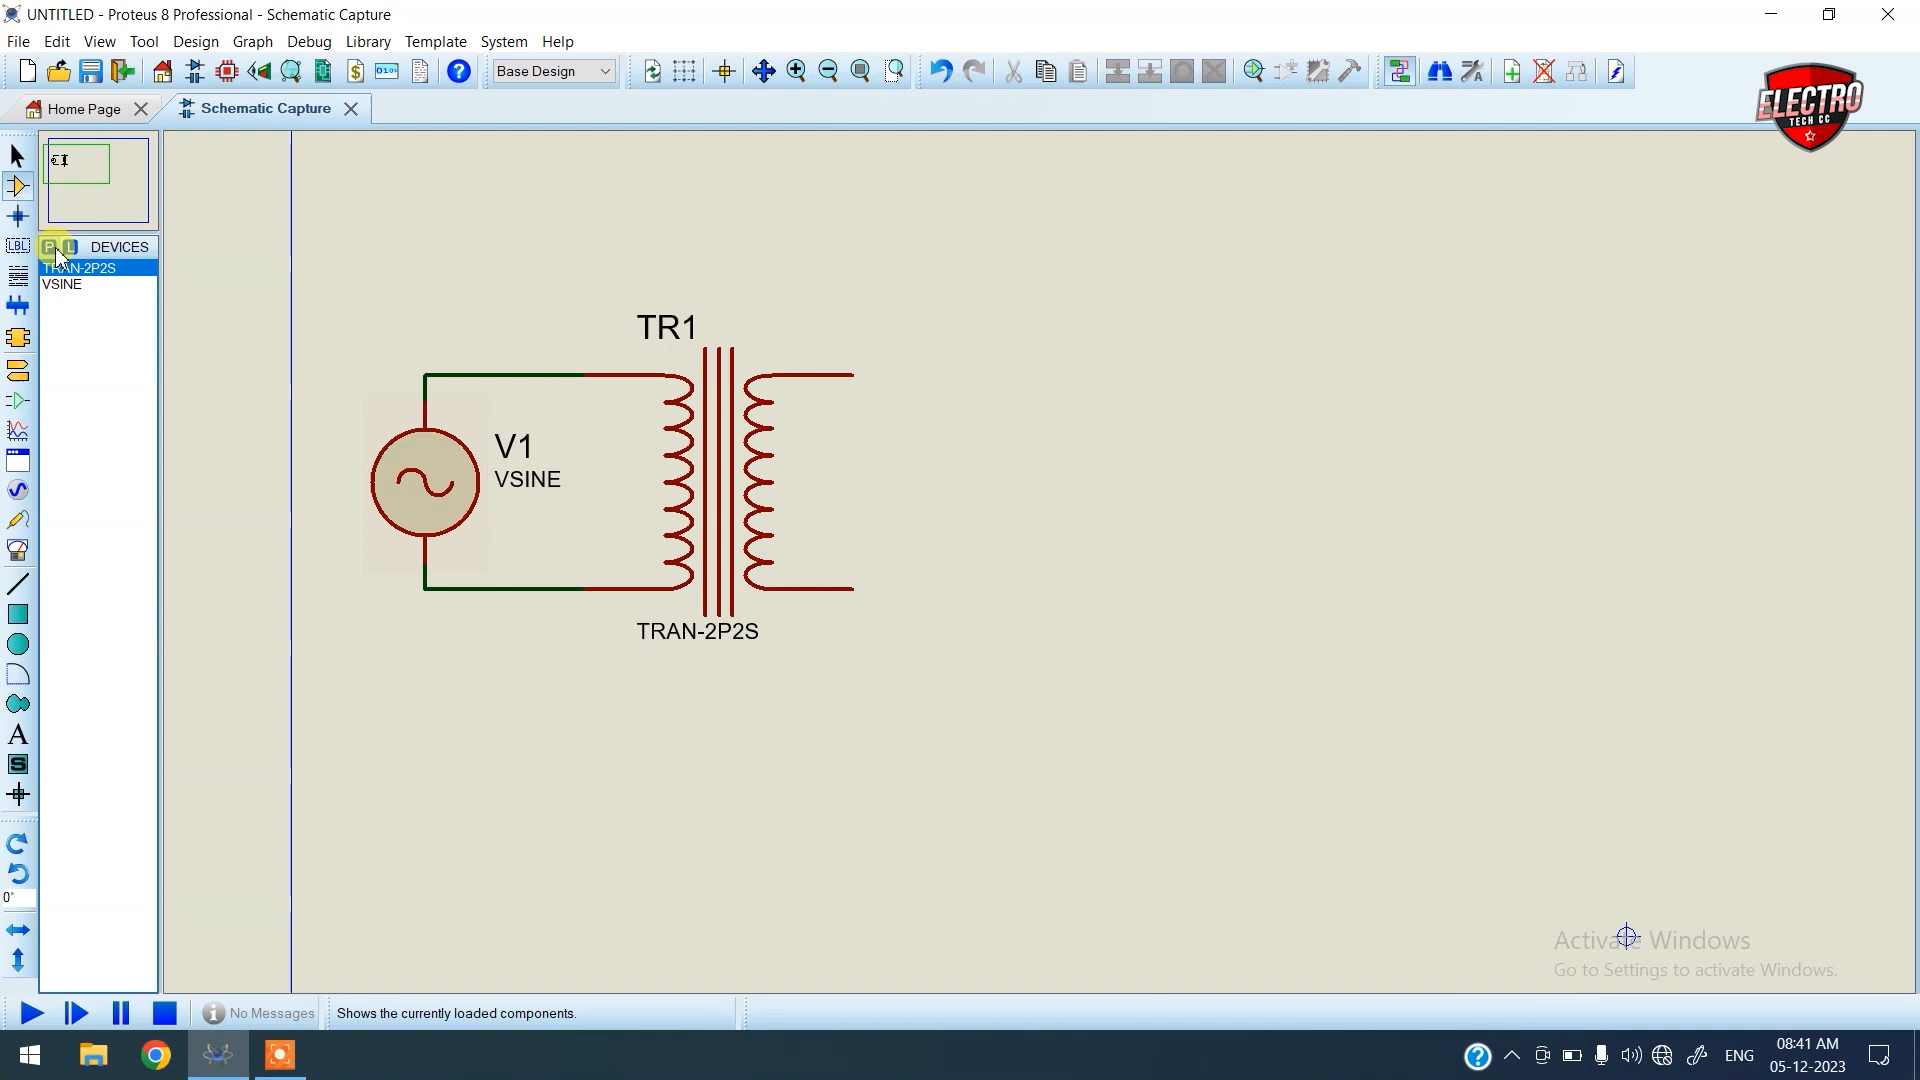 UNTITLED - Proteus 8 Professional - Schematic Capture
File Edit View Tool Design Graph Debug Library Template System Help
$ 0101 ? Base Design
Home Page Schematic Capture
ELECTRO
TECH CC
LBL
P L DEVICES
TRAN-2P2S
VSINE
TR1
V1
VSINE
TRAN-2P2S
A
S
0°
Activate Windows
Go to Settings to activate Windows.
No Messages Shows the currently loaded components.
ENG
08:41 AM
05-12-2023